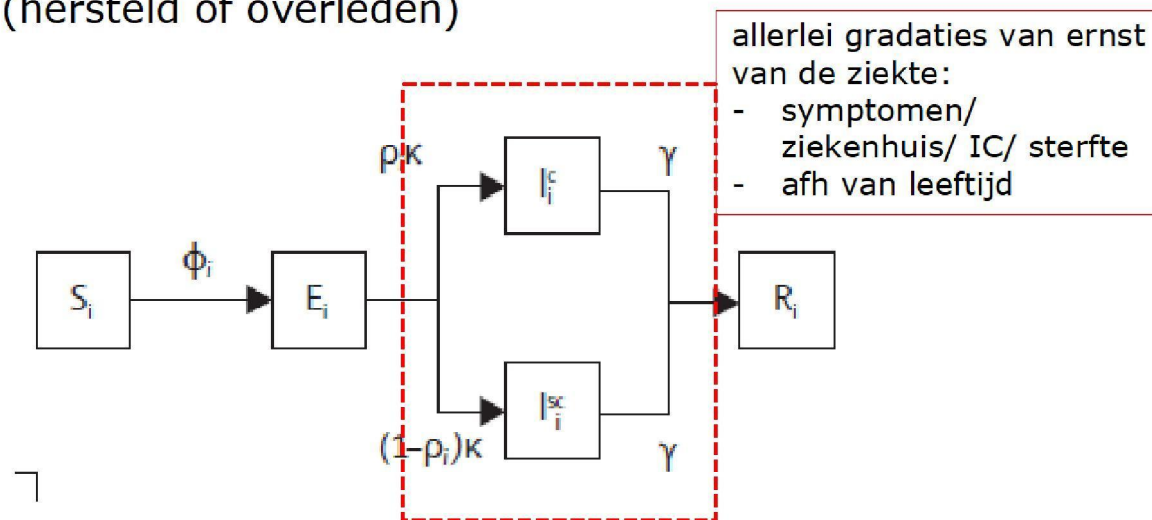 (hersteld of overleden)
allerlei gradaties van ernst
van de ziekte:
- symptomen/
ziekenhuis/ IC/ sterfte
- afh van leeftijd
ρᵢκ
Iᵢᶜ
γ
Sᵢ
ϕᵢ
Eᵢ
Rᵢ
(1–ρᵢ)κ
Iᵢˢᶜ
γ